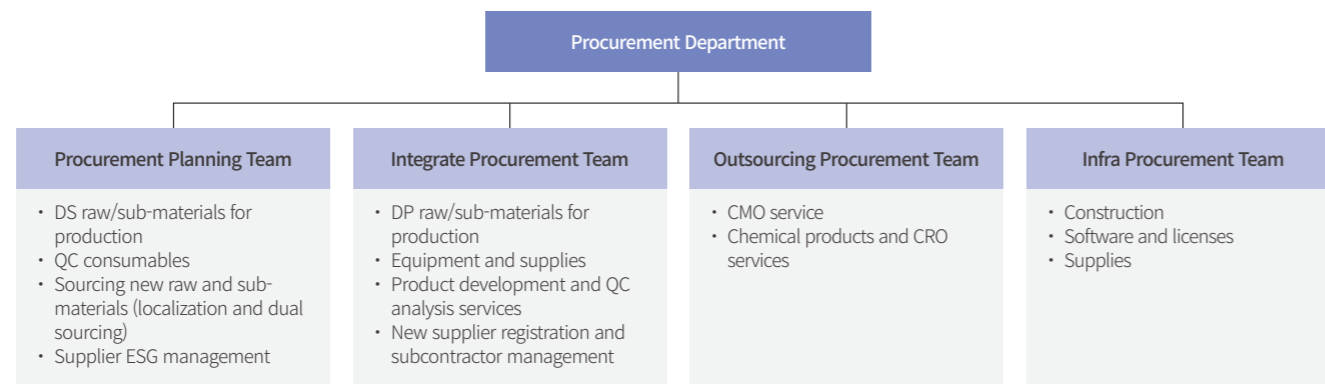 Procurement Department
Procurement Planning Team
・ DS raw/sub-materials for
production
・ QC consumables
・ Sourcing new raw and sub-
materials (localization and dual
sourcing)
・ Supplier ESG management
Integrate Procurement Team
・ DP raw/sub-materials for
production
・ Equipment and supplies
・ Product development and QC
analysis services
・ New supplier registration and
subcontractor management
Outsourcing Procurement Team
・ CMO service
・ Chemical products and CRO
services
Infra Procurement Team
・ Construction
・ Software and licenses
・ Supplies